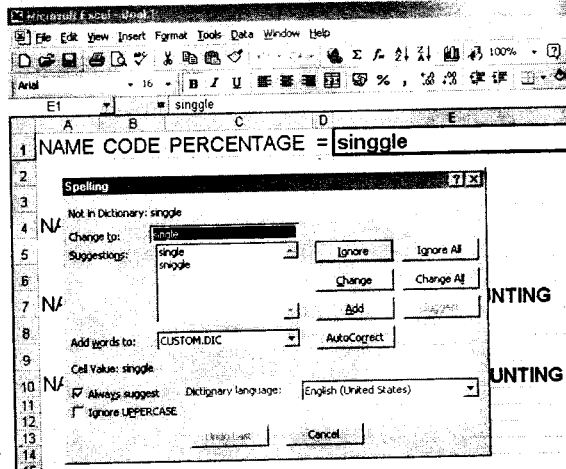 Microsoft Excel - Book1
File Edit View Insert Format Tools Data Window Help
100%
Arial 16 B I U
E1 = singgle
A B C D E
1 NAME CODE PERCENTAGE = singgle
2
Spelling
3
Not in Dictionary: singgle
4 NA
Change to: single
5
Suggestions: single
sniggle
Ignore Ignore All
6
Change Change All
7 NA
Add Suggest
UNTING
8
Add words to: CUSTOM.DIC AutoCorrect
9
Cell Value: singgle
10 NA
UNTING
Always suggest Dictionary language: English (United States)
11
Ignore UPPERCASE
12
13
Undo Last Cancel
14